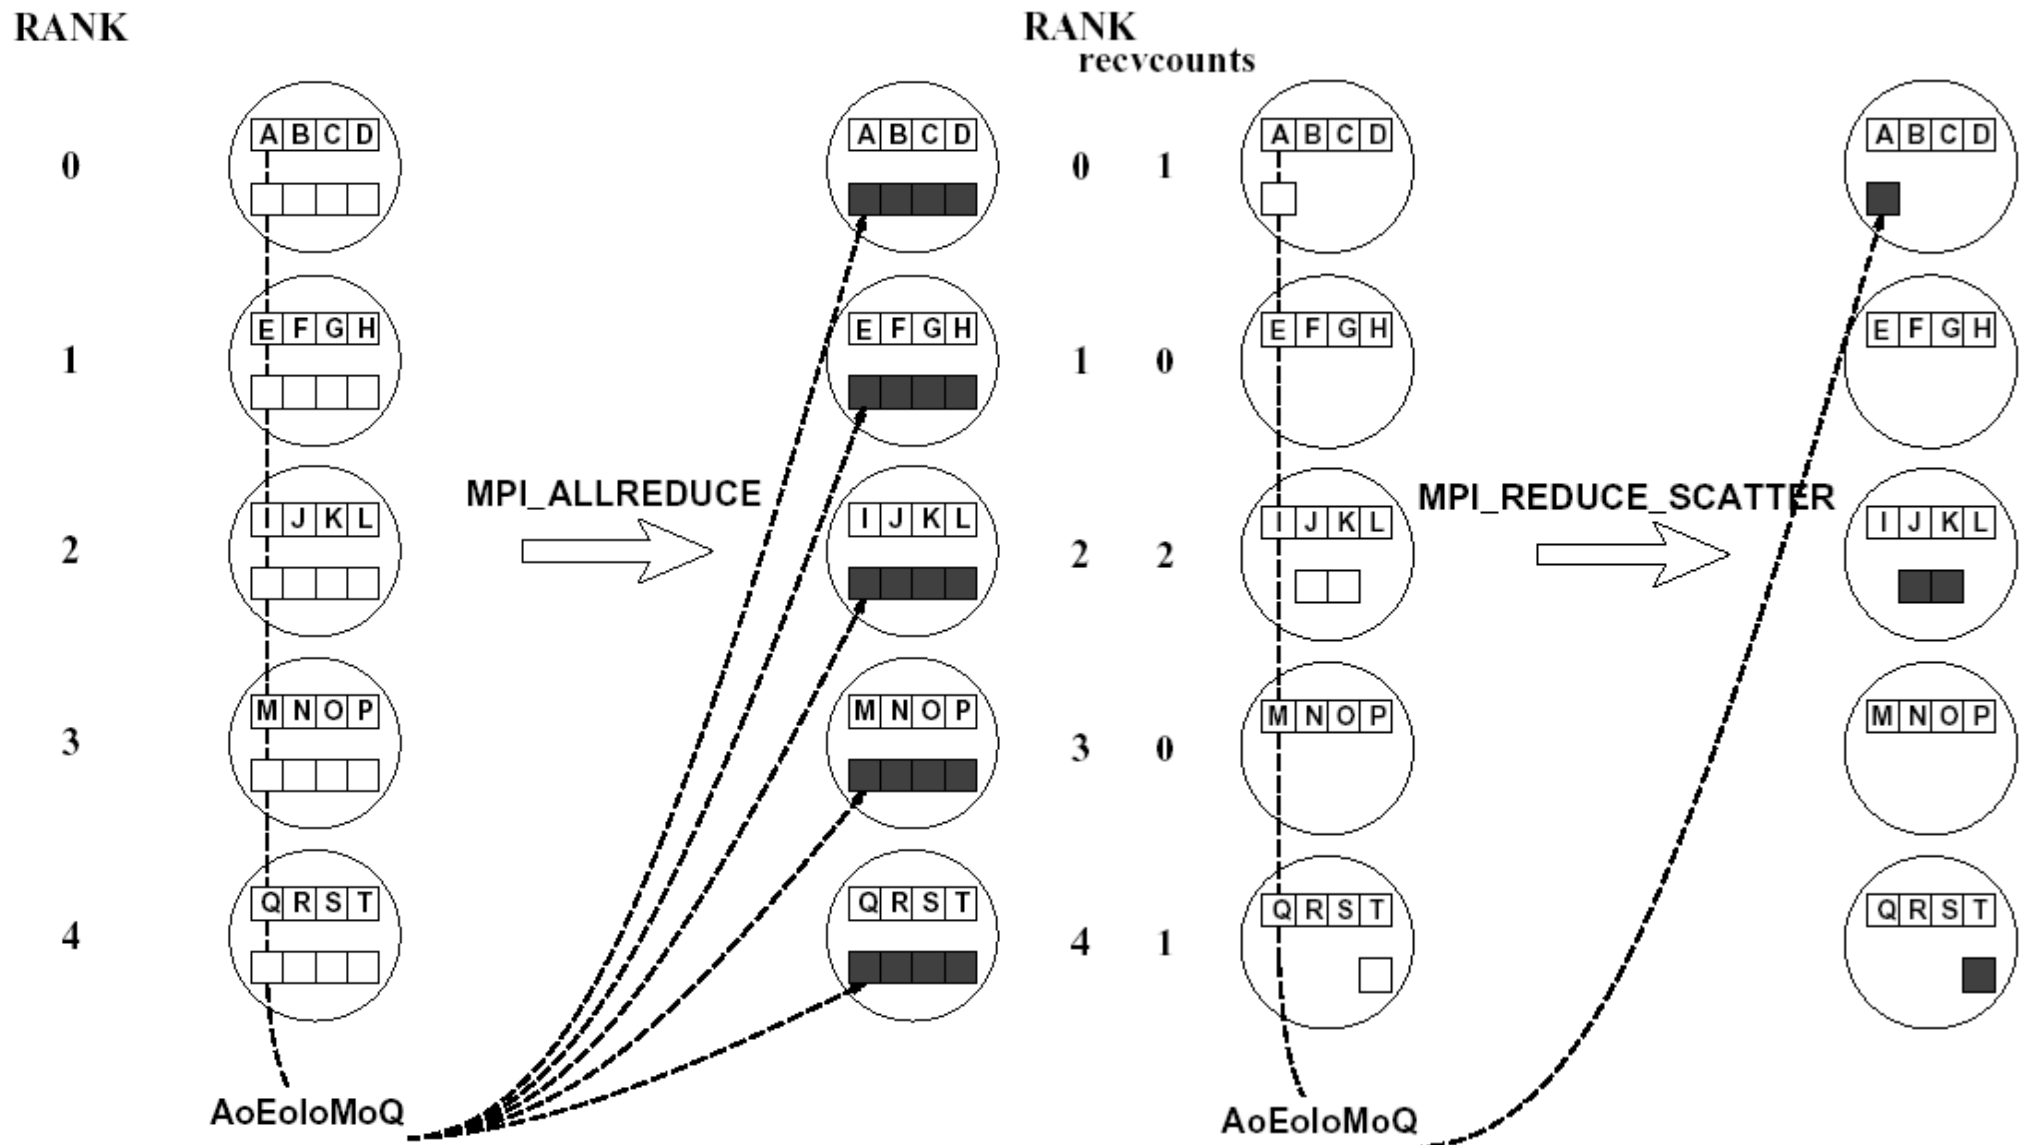 RANK
0
A B C D
A B C D
1
E F G H
E F G H
MPI_ALLREDUCE
2
I J K L
I J K L
3
M N O P
M N O P
4
Q R S T
Q R S T
AoEoIoMoQ
RANK
recvcounts
0 1
A B C D
A B C D
1 0
E F G H
E F G H
MPI_REDUCE_SCATTER
2 2
I J K L
I J K L
3 0
M N O P
M N O P
4 1
Q R S T
Q R S T
AoEoIoMoQ